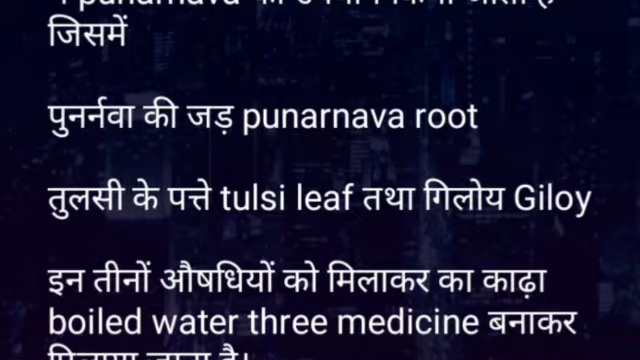 punarnava
जिसमें
पुनर्नवा की जड़ punarnava root
तुलसी के पत्ते tulsi leaf तथा गिलोय Giloy
इन तीनों औषधियों को मिलाकर का काढ़ा
boiled water three medicine बनाकर
है।